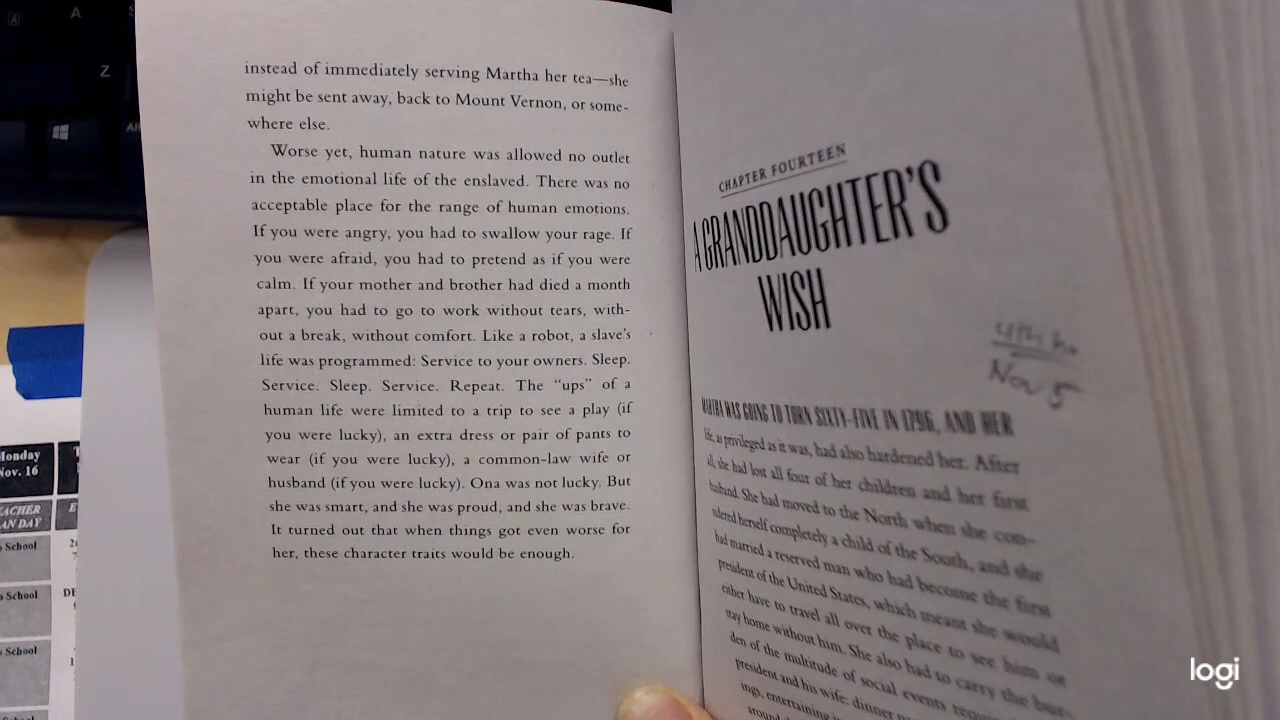 instead of immediately serving Martha her tea—she
might be sent away, back to Mount Vernon, or some-
where else.
Worse yet, human nature was allowed no outlet
in the emotional life of the enslaved. There was no
acceptable place for the range of human emotions.
If you were angry, you had to swallow your rage. If
you were afraid, you had to pretend as if you were
calm. If your mother and brother had died a month
apart, you had to go to work without tears, with-
out a break, without comfort. Like a robot, a slave's
life was programmed: Service to your owners. Sleep.
Service. Sleep. Service. Repeat. The "ups" of a
human life were limited to a trip to see a play (if
you were lucky), an extra dress or pair of pants to
wear (if you were lucky), a common-law wife or
husband (if you were lucky). Ona was not lucky. But
she was smart, and she was proud, and she was brave.
It turned out that when things got even worse for
her, these character traits would be enough.
CHAPTER FOURTEEN
A GRANDDAUGHTER'S
WISH
4th
Nov 5
MARTHA WAS GOING TO TURN SIXTY-FIVE IN 1796, AND HER
life, as privileged as it was, had also hardened her. After
all, she had lost all four of her children and her first
husband. She had moved to the North when she con-
sidered herself completely a child of the South, and she
had married a reserved man who had become the first
president of the United States, which meant she would
either have to travel all over the place to see him or
stay home without him. She also had to carry the bur-
den of the multitude of social events
president and his wife: dinner
ings, entertaining
around
A
Z
Monday
Nov. 16
School
School
School
logi